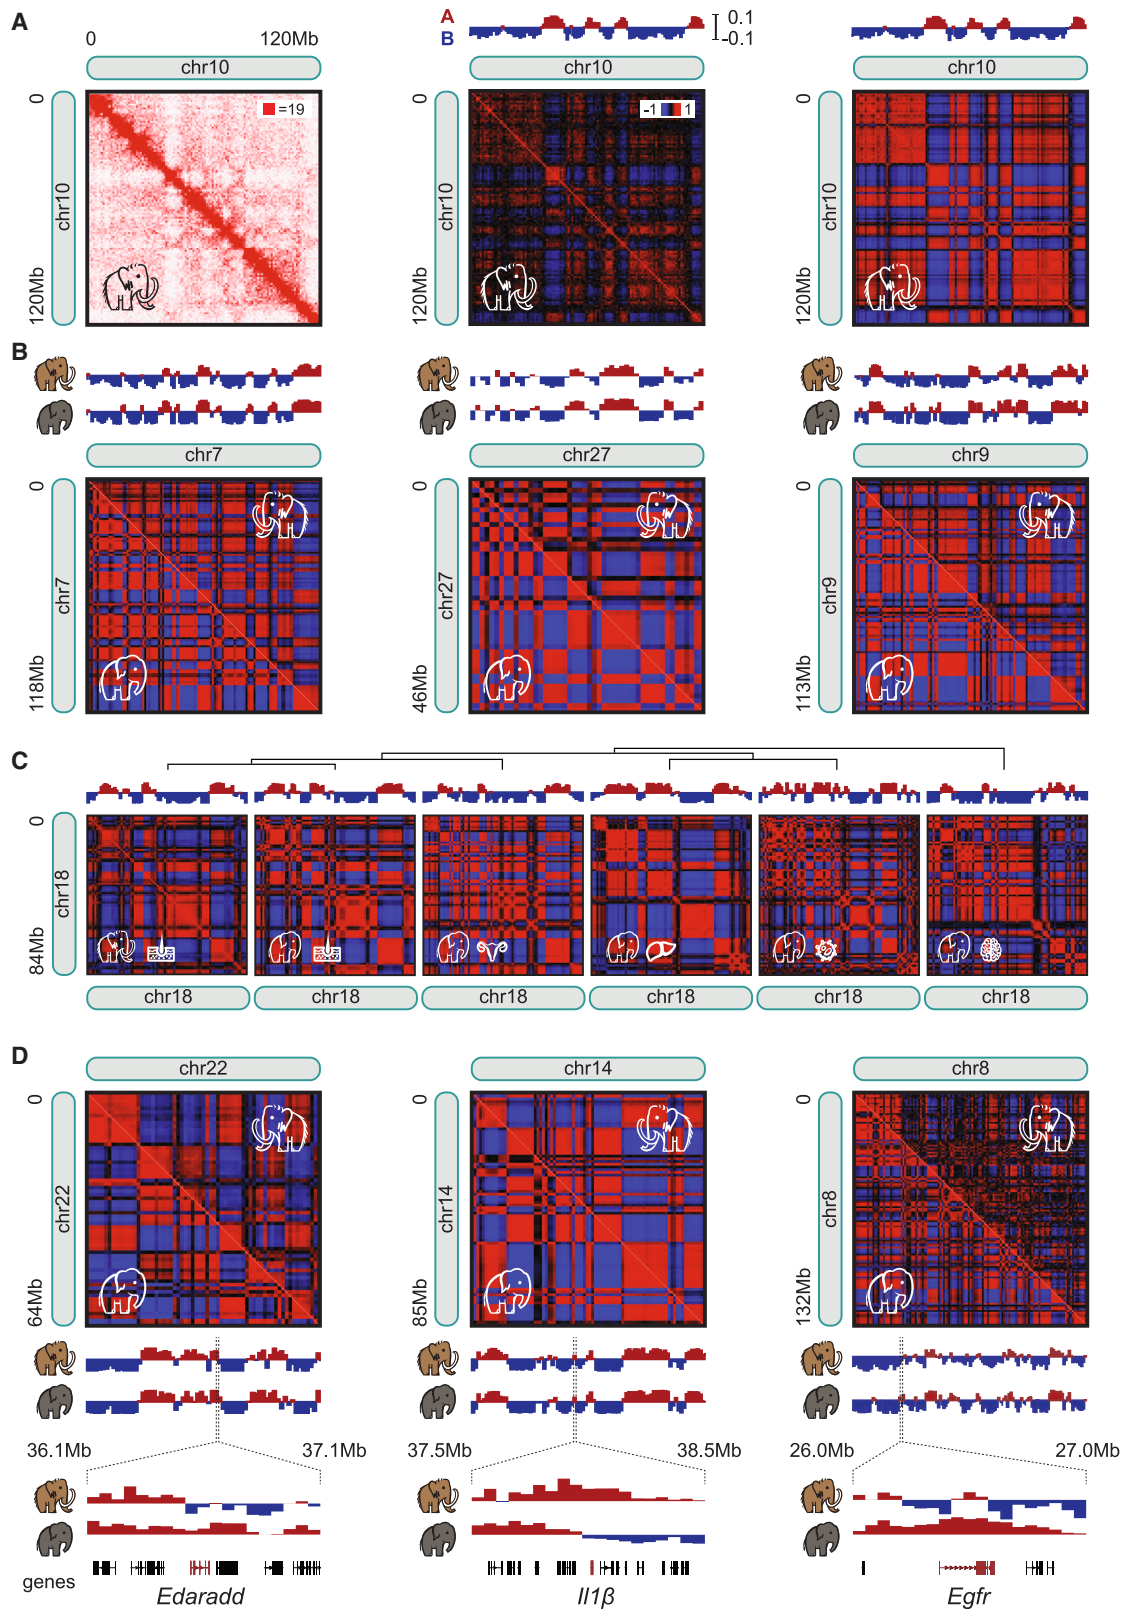 A
0 120Mb
chr10
0
chr10
120Mb
=19
A
B
0.1
-0.1
chr10
0
chr10
120Mb
-1 1
chr10
0
chr10
120Mb
B
chr7
0
chr7
118Mb
chr27
0
chr27
46Mb
chr9
0
chr9
113Mb
C
0
chr18
84Mb
chr18
chr18
chr18
chr18
chr18
chr18
D
chr22
0
chr22
64Mb
chr14
0
chr14
85Mb
chr8
0
chr8
132Mb
36.1Mb 37.1Mb
37.5Mb 38.5Mb
26.0Mb 27.0Mb
genes
Edaradd
Il1β
Egfr